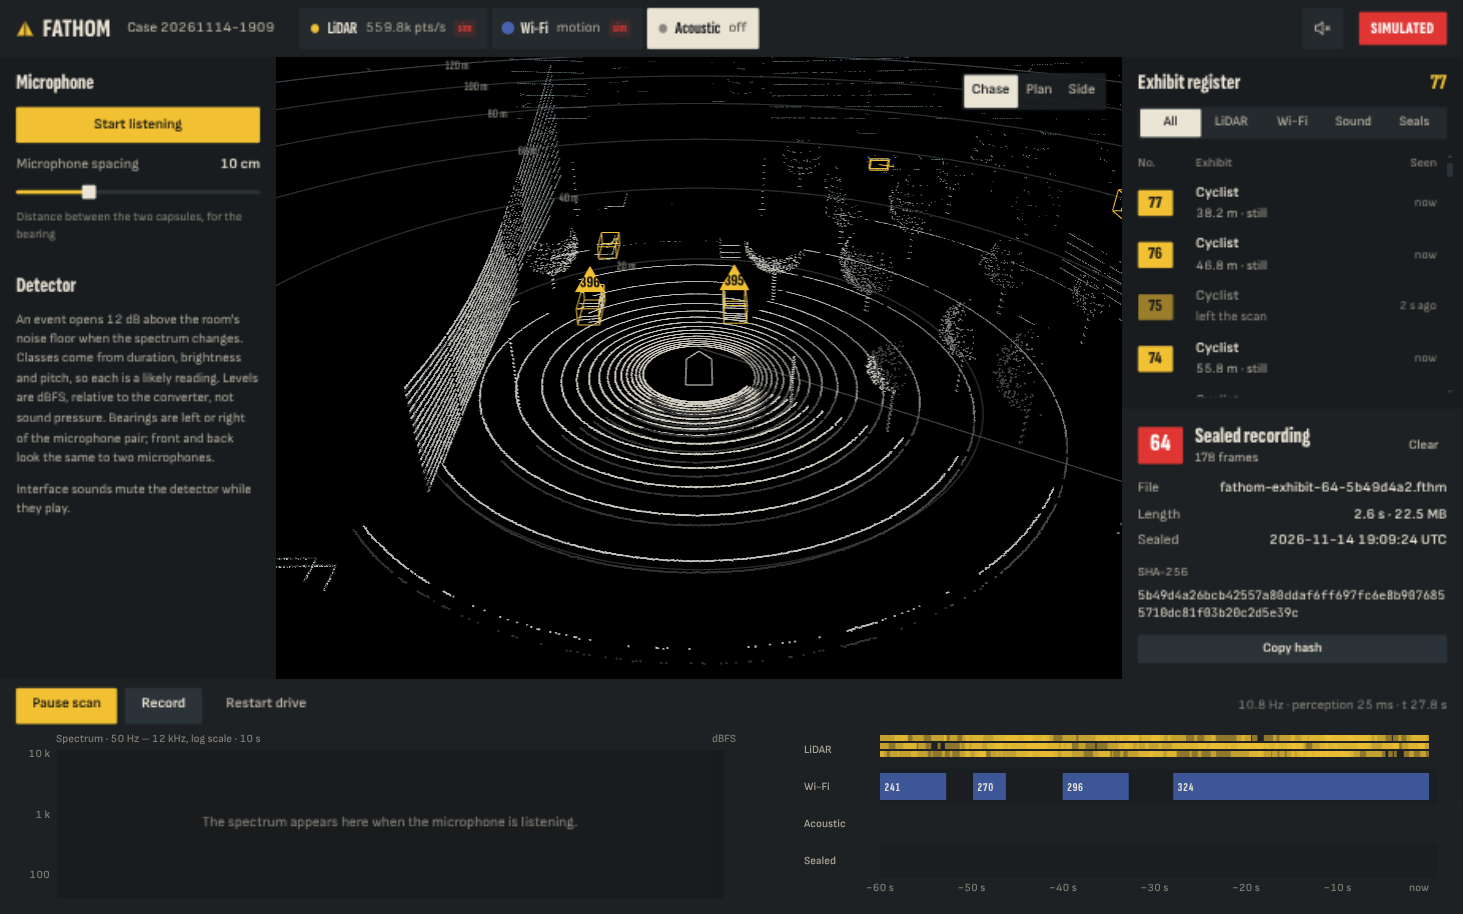 FATHOM
Case 20261114-1909
LiDAR 559.8k pts/s sim
Wi-Fi motion sim
Acoustic off
SIMULATED
Microphone
Start listening
Microphone spacing 10 cm
Distance between the two capsules, for the
bearing
Detector
An event opens 12 dB above the room's
noise floor when the spectrum changes.
Classes come from duration, brightness
and pitch, so each is a likely reading. Levels
are dBFS, relative to the converter, not
sound pressure. Bearings are left or right
of the microphone pair; front and back
look the same to two microphones.
Interface sounds mute the detector while
they play.
120 m
100 m
80 m
40 m
20 m
396
395
Chase Plan Side
Exhibit register 77
All LiDAR Wi-Fi Sound Seals
No. Exhibit Seen
77 Cyclist now
38.2 m · still
76 Cyclist now
46.8 m · still
75 Cyclist 2 s ago
left the scan
74 Cyclist now
55.8 m · still
64 Sealed recording Clear
178 frames
File fathom-exhibit-64-5b49d4a2.fthm
Length 2.6 s · 22.5 MB
Sealed 2026-11-14 19:09:24 UTC
SHA-256
5b49d4a26bcb42557a80ddaf6ff697fc6e8b907685
5710dc81f03b20c2d5e39c
Copy hash
Pause scan Record Restart drive
10.8 Hz · perception 25 ms · t 27.8 s
Spectrum · 50 Hz — 12 kHz, log scale · 10 s dBFS
10 k
1 k
100
The spectrum appears here when the microphone is listening.
LiDAR
Wi-Fi 241 270 296 324
Acoustic
Sealed
−60 s −50 s −40 s −30 s −20 s −10 s now